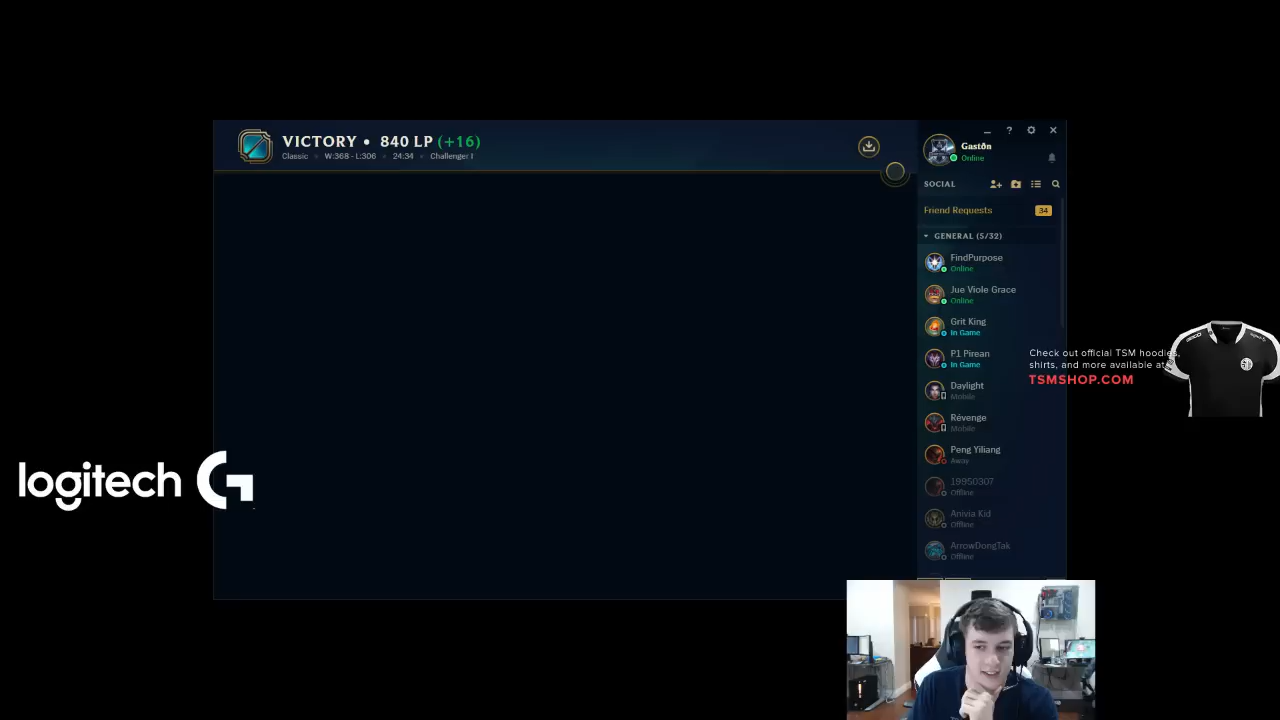 VICTORY • 840 LP (+16)
Classic • W:368 - L:306 • 24:34 • Challenger I
?
Gastðn
Online
SOCIAL
Friend Requests
34
GENERAL (5/32)
FindPurpose
Online
Jue Viole Grace
Online
Grit King
In Game
P1 Pirean
In Game
Daylight
Mobile
Révenge
Mobile
Peng Yiliang
Away
19950307
Offline
Anivia Kid
Offline
ArrowDongTak
Offline
Check out official TSM hoodies,
shirts, and more available at
TSMSHOP.COM
logitech G